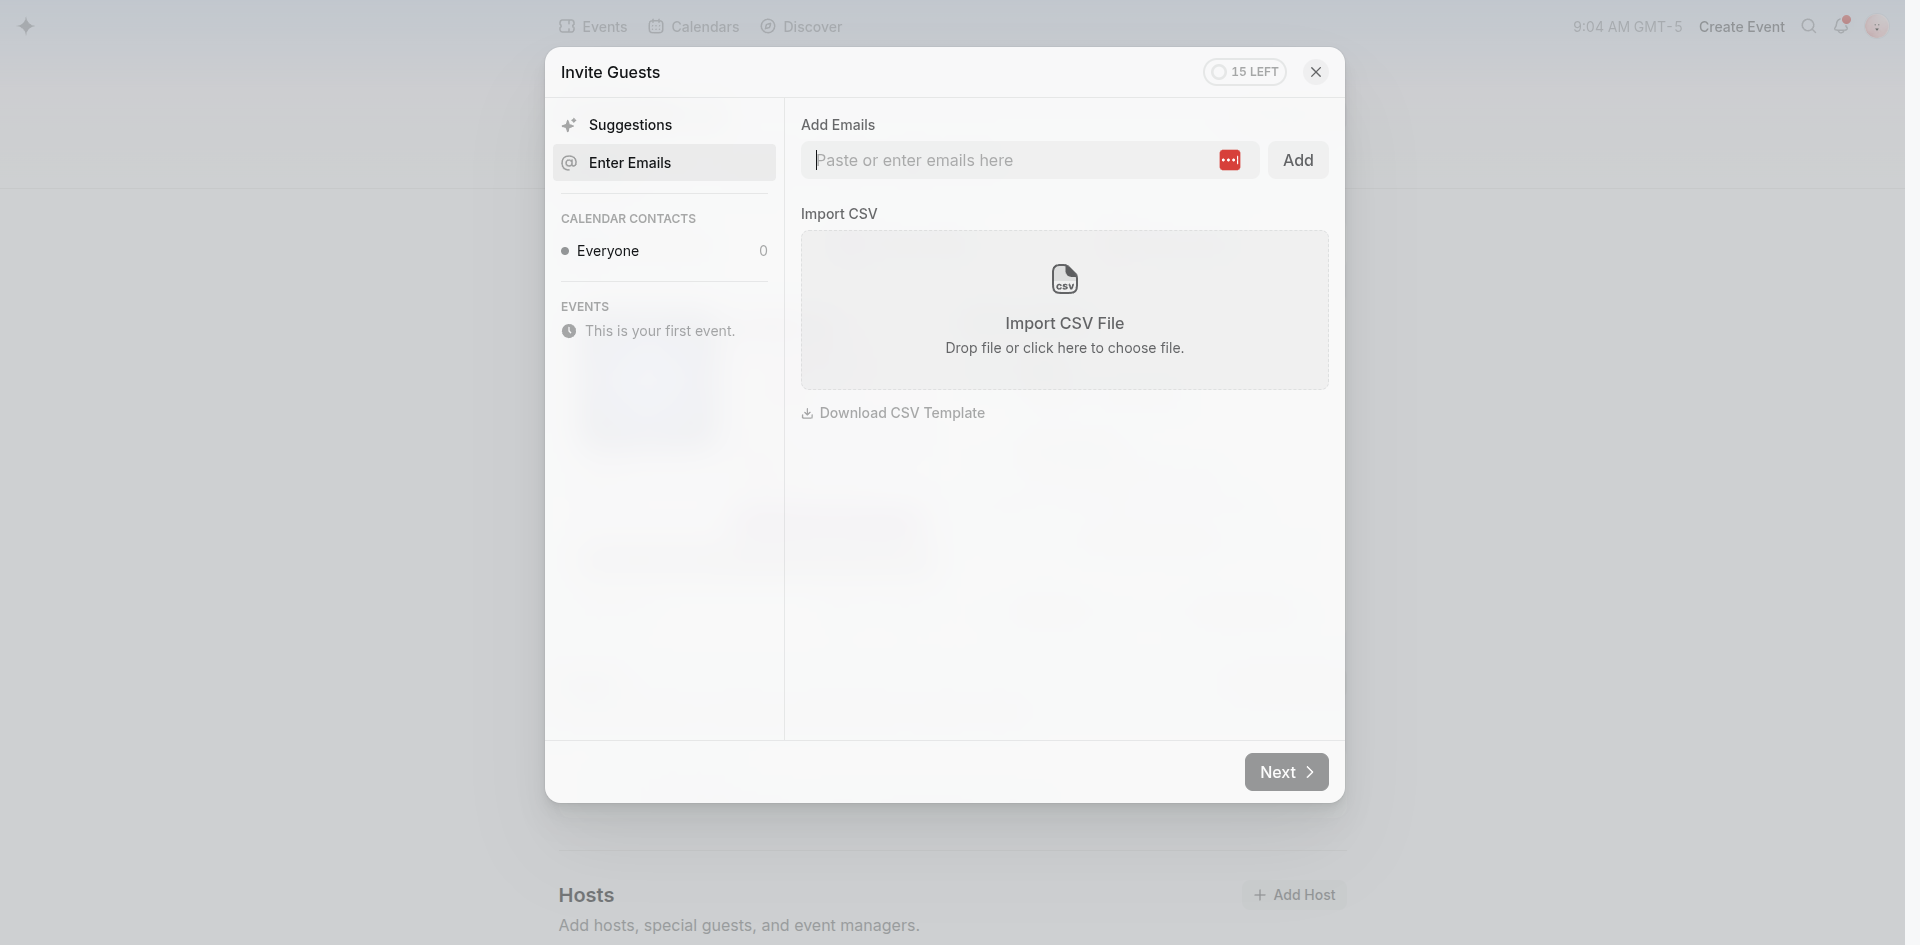 Events
Calendars
Discover
9:04 AM GMT-5
Create Event
Invite Guests
15 LEFT
Suggestions
Enter Emails
CALENDAR CONTACTS
Everyone
0
EVENTS
This is your first event.
Add Emails
Paste or enter emails here
Add
Import CSV
csv
Import CSV File
Drop file or click here to choose file.
Download CSV Template
Next
Hosts
Add Host
Add hosts, special guests, and event managers.